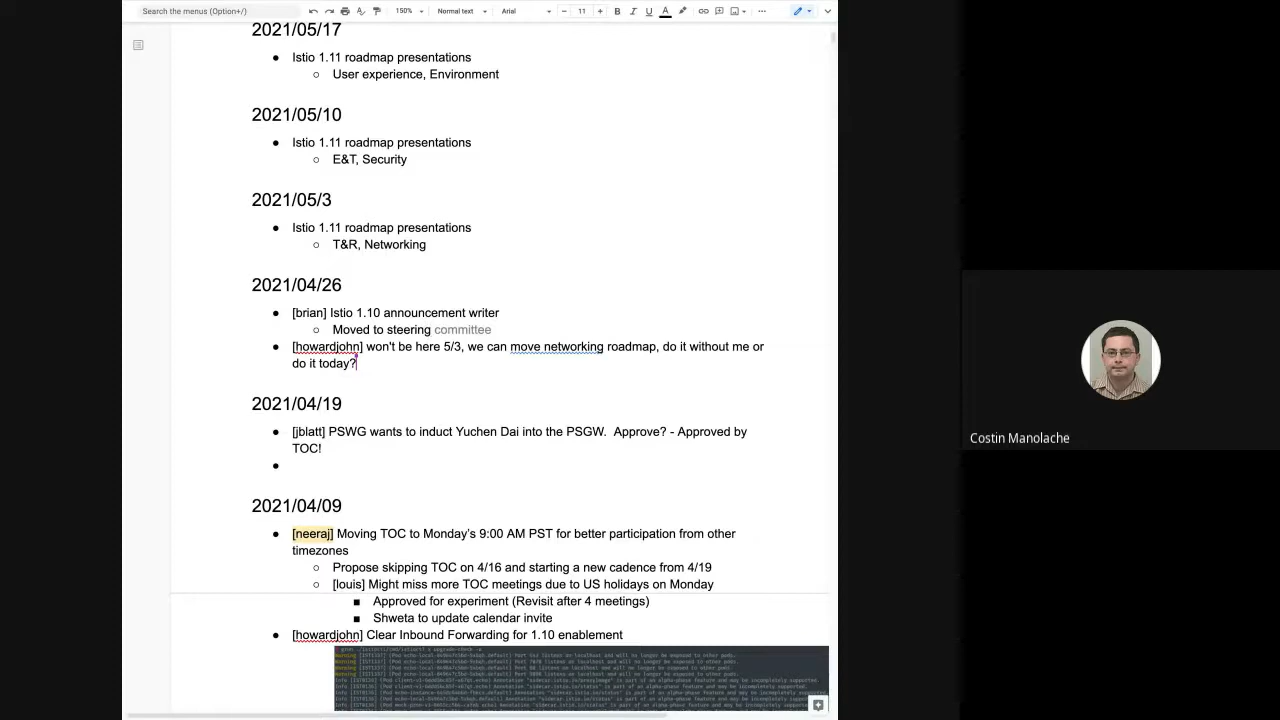 Search the menus (Option+/)
150%
Normal text
Arial
11
B I U A
2021/05/17
● Istio 1.11 roadmap presentations
○ User experience, Environment
2021/05/10
● Istio 1.11 roadmap presentations
○ E&T, Security
2021/05/3
● Istio 1.11 roadmap presentations
○ T&R, Networking
2021/04/26
● [brian] Istio 1.10 announcement writer
○ Moved to steering committee
● [howardjohn] won't be here 5/3, we can move networking roadmap, do it without me or
do it today?
2021/04/19
● [jblatt] PSWG wants to induct Yuchen Dai into the PSGW.  Approve? - Approved by
TOC!
●
2021/04/09
● [neeraj] Moving TOC to Monday's 9:00 AM PST for better participation from other
timezones
○ Propose skipping TOC on 4/16 and starting a new cadence from 4/19
○ [louis] Might miss more TOC meetings due to US holidays on Monday
■ Approved for experiment (Revisit after 4 meetings)
■ Shweta to update calendar invite
● [howardjohn] Clear Inbound Forwarding for 1.10 enablement
Costin Manolache